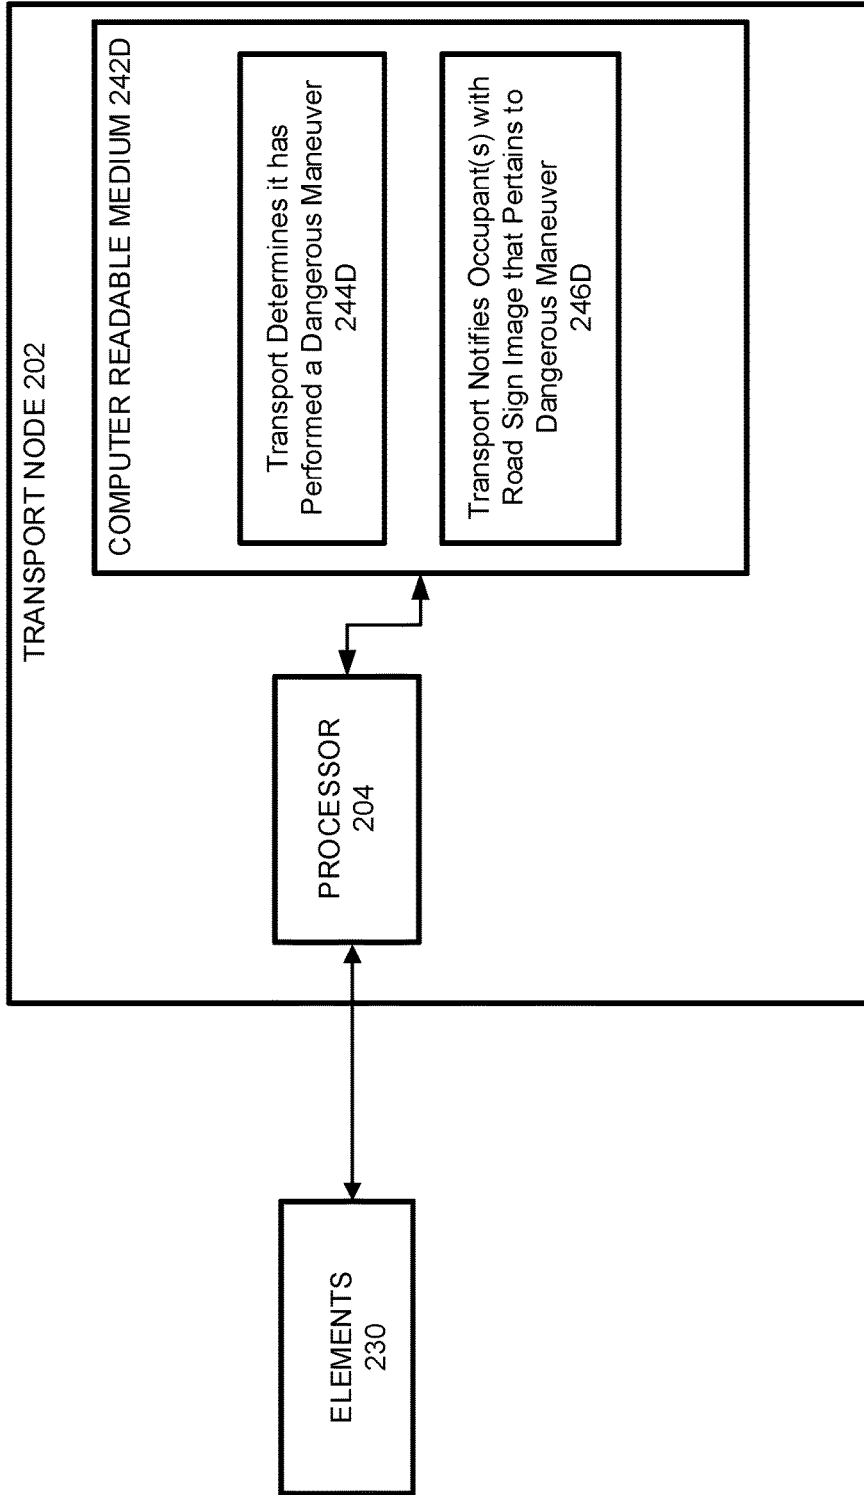 TRANSPORT NODE 202
COMPUTER READABLE MEDIUM 242D
Transport Determines it has
Performed a Dangerous Maneuver
244D
Transport Notifies Occupant(s) with
Road Sign Image that Pertains to
Dangerous Maneuver
246D
PROCESSOR
204
ELEMENTS
230